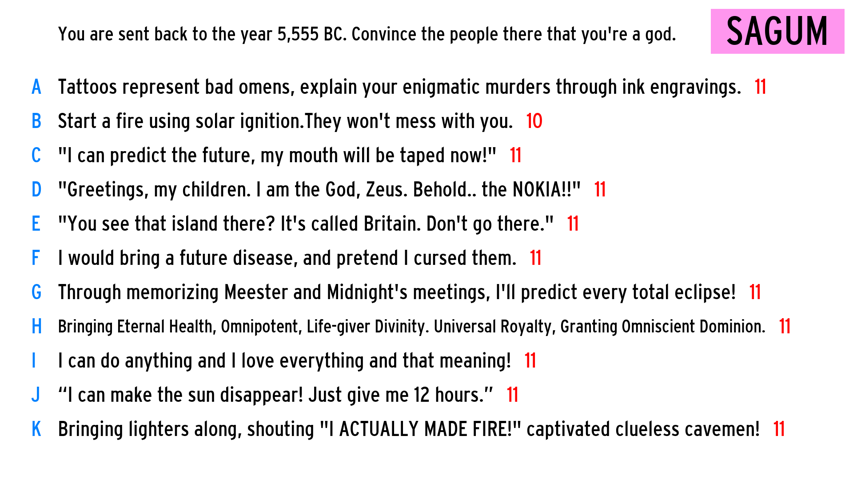 You are sent back to the year 5,555 BC. Convince the people there that you're a god.
SAGUM
A Tattoos represent bad omens, explain your enigmatic murders through ink engravings. 11
B Start a fire using solar ignition.They won't mess with you. 10
C "I can predict the future, my mouth will be taped now!" 11
D "Greetings, my children. I am the God, Zeus. Behold.. the NOKIA!!" 11
E "You see that island there? It's called Britain. Don't go there." 11
F I would bring a future disease, and pretend I cursed them. 11
G Through memorizing Meester and Midnight's meetings, I'll predict every total eclipse! 11
H Bringing Eternal Health, Omnipotent, Life-giver Divinity. Universal Royalty, Granting Omniscient Dominion. 11
I I can do anything and I love everything and that meaning! 11
J “I can make the sun disappear! Just give me 12 hours.” 11
K Bringing lighters along, shouting "I ACTUALLY MADE FIRE!" captivated clueless cavemen! 11